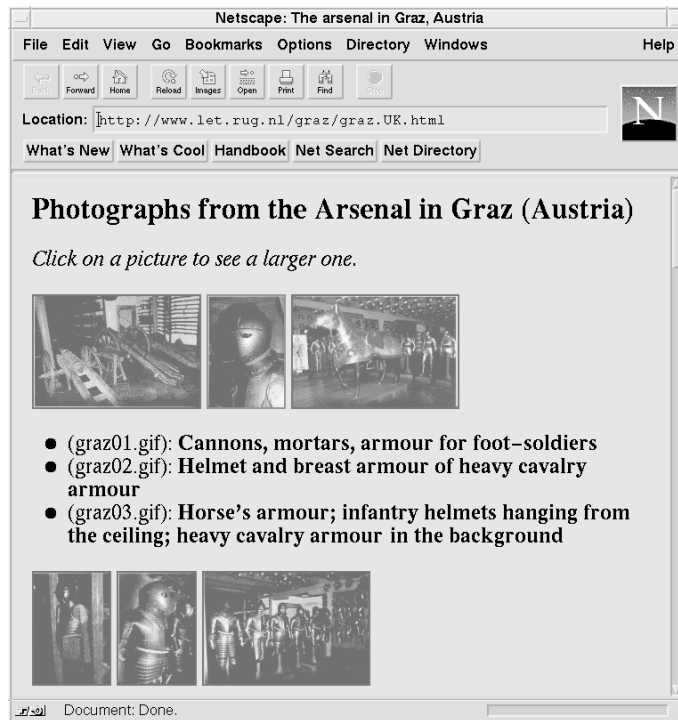 Netscape: The arsenal in Graz, Austria
File Edit View Go Bookmarks Options Directory Windows Help
Back Forward Home Reload Images Open Print Find Stop
Location: http://www.let.rug.nl/graz/graz.UK.html
N
What's New What's Cool Handbook Net Search Net Directory
Photographs from the Arsenal in Graz (Austria)
Click on a picture to see a larger one.
(graz01.gif): Cannons, mortars, armour for foot-soldiers
(graz02.gif): Helmet and breast armour of heavy cavalry
armour
(graz03.gif): Horse's armour; infantry helmets hanging from
the ceiling; heavy cavalry armour in the background
Document: Done.